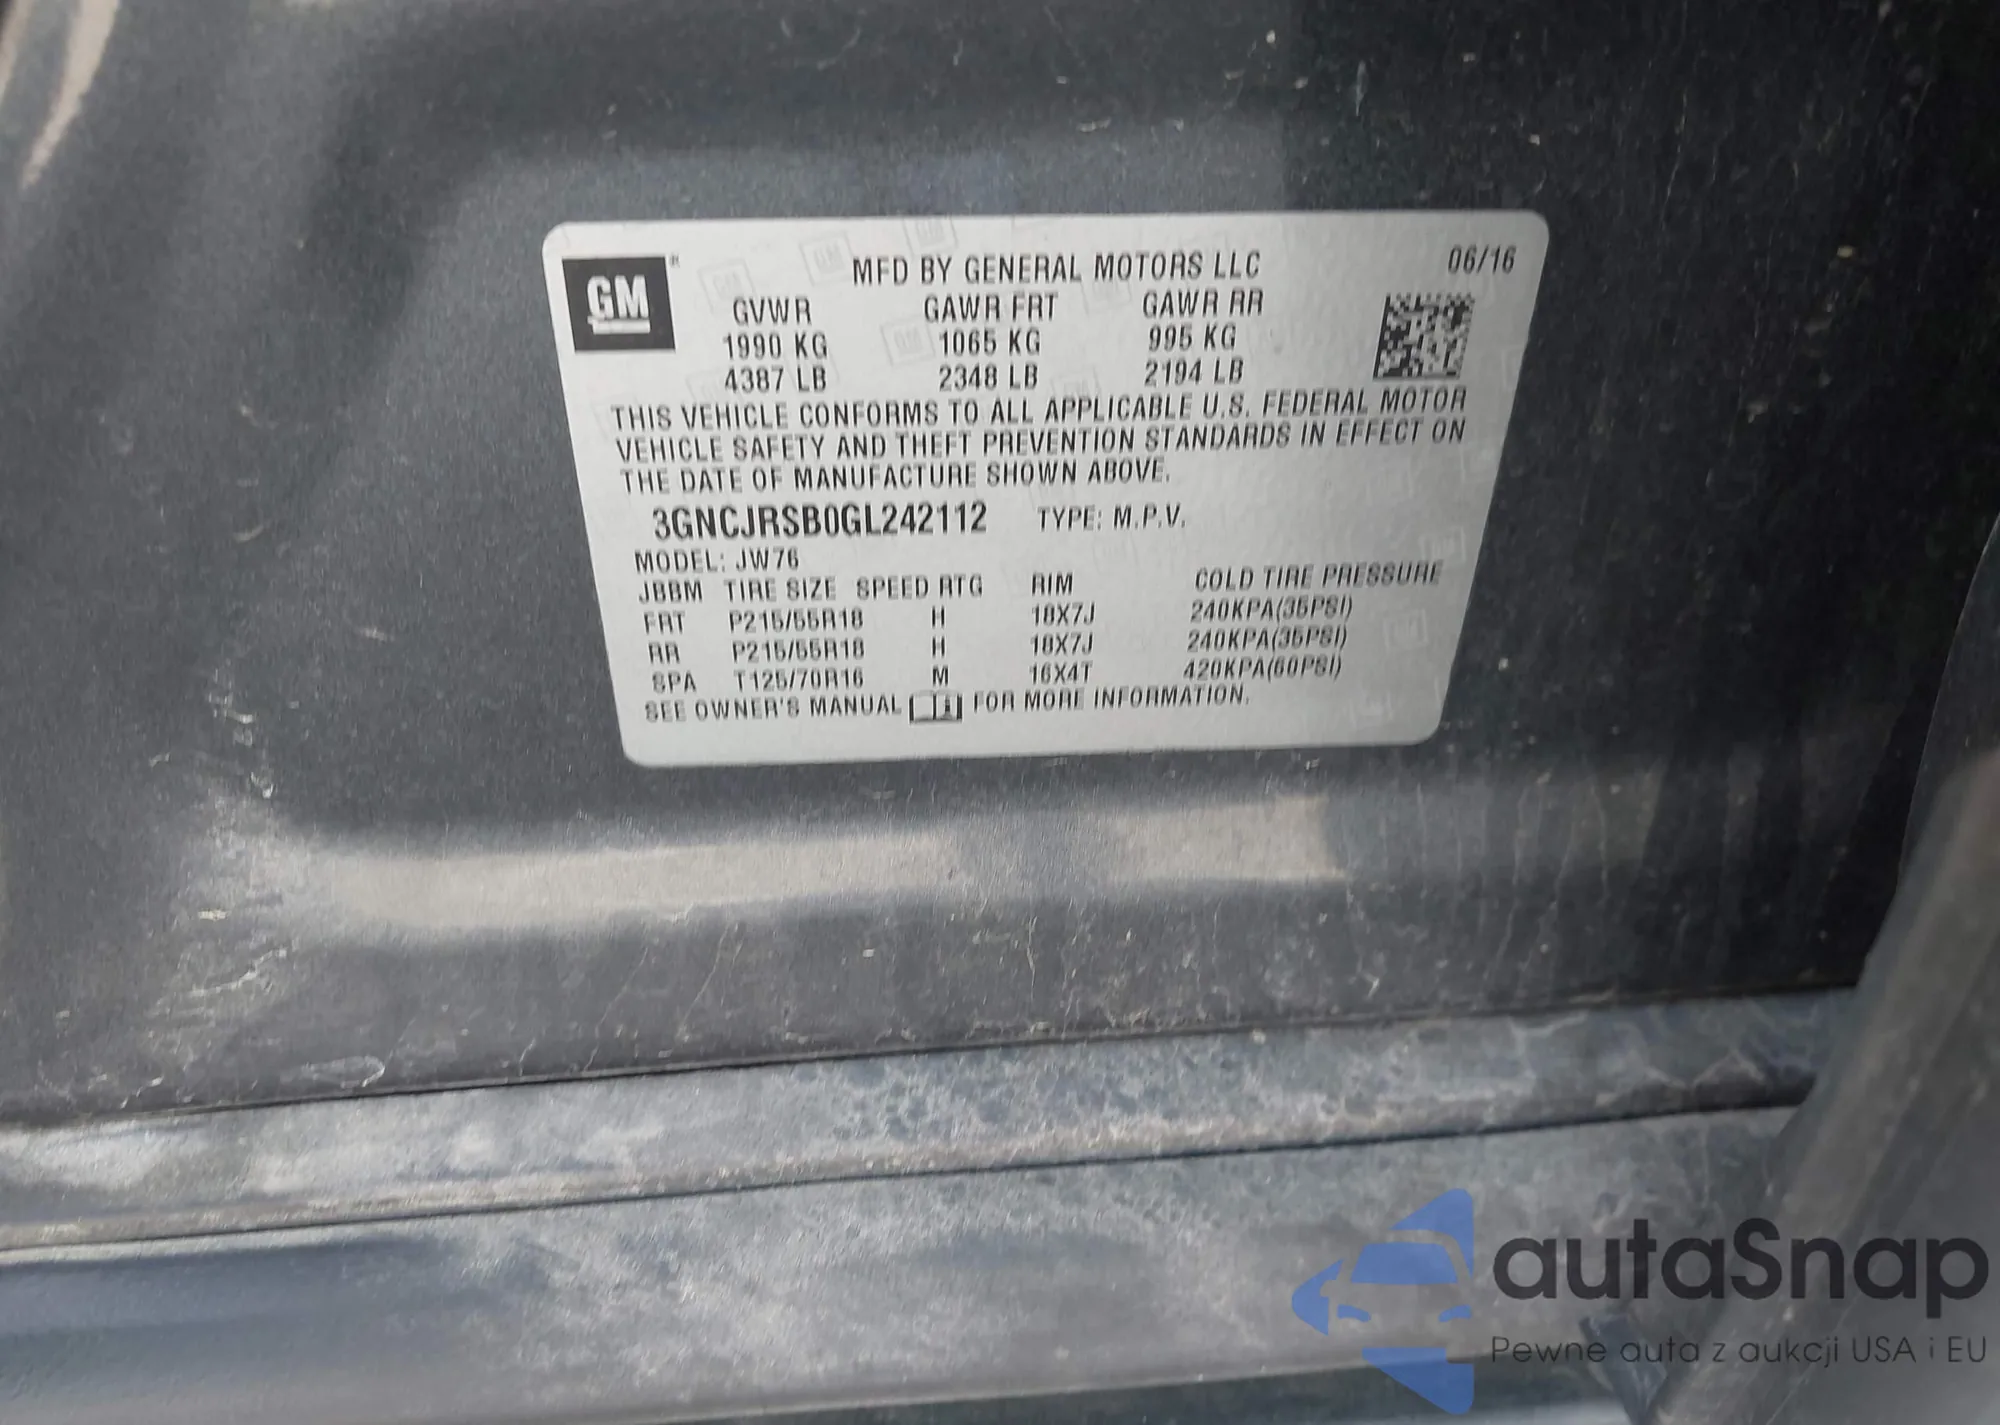 GM ®
MFD BY GENERAL MOTORS LLC 06/16
GVWR GAWR FRT GAWR RR
1990 KG 1065 KG 995 KG
4387 LB 2348 LB 2194 LB
THIS VEHICLE CONFORMS TO ALL APPLICABLE U.S. FEDERAL MOTOR
VEHICLE SAFETY AND THEFT PREVENTION STANDARDS IN EFFECT ON
THE DATE OF MANUFACTURE SHOWN ABOVE.
3GNCJRSB0GL242112 TYPE: M.P.V.
MODEL: JW76
JBBM TIRE SIZE SPEED RTG RIM COLD TIRE PRESSURE
FRT P215/55R18 H 18X7J 240KPA(35PSI)
RR P215/55R18 H 18X7J 240KPA(35PSI)
SPA T125/70R16 M 16X4T 420KPA(60PSI)
SEE OWNER'S MANUAL FOR MORE INFORMATION.
autaSnap
Pewne auta z aukcji USA i EU